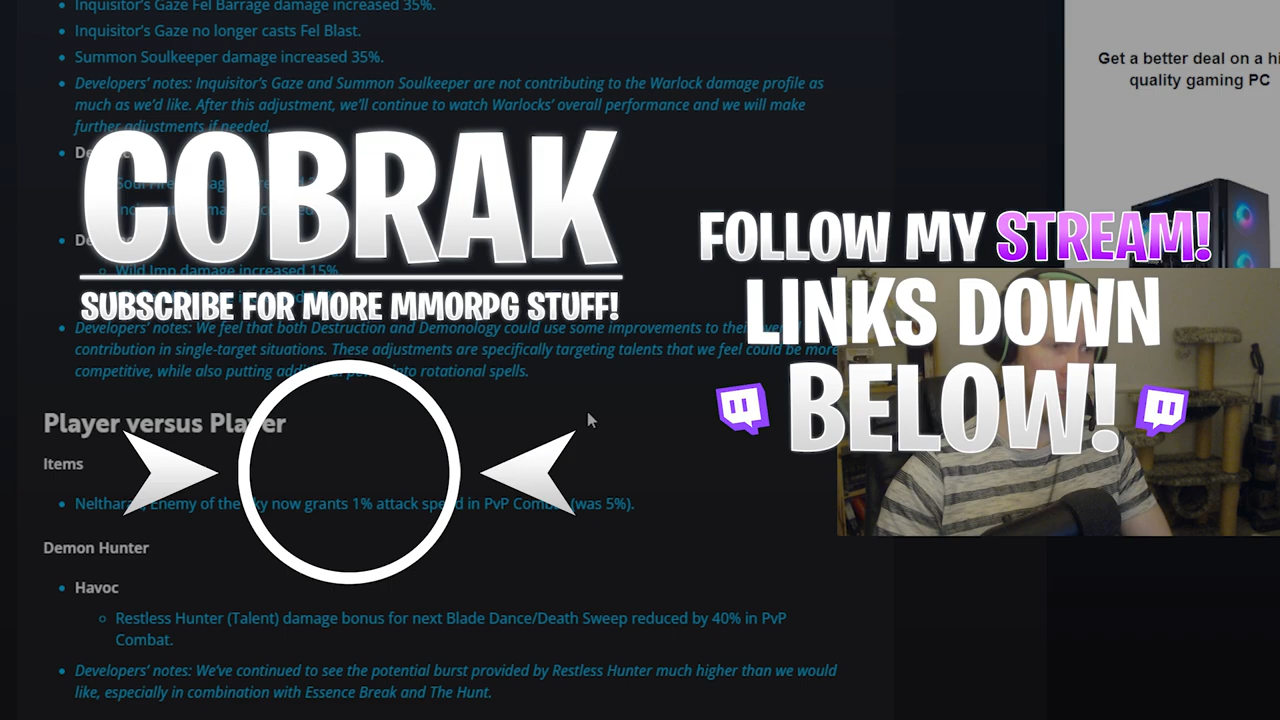 Inquisitor's Gaze Fel Barrage damage increased 35%.
Inquisitor's Gaze no longer casts Fel Blast.
Summon Soulkeeper damage increased 35%.
Developers' notes: Inquisitor's Gaze and Summon Soulkeeper are not contributing to the Warlock damage profile as
much as we'd like. After this adjustment, we'll continue to watch Warlocks' overall performance and we will make
further adjustments if needed.
COBRAK
SUBSCRIBE FOR MORE MMORPG STUFF!
Wild Imp damage increased 15%.
Developers' notes: We feel that both Destruction and Demonology could use some improvements to their
contribution in single-target situations. These adjustments are specifically targeting talents that we feel could be more
competitive, while also putting into rotational spells.
Player versus Player
Items
Enemy of the Sky now grants 1% attack speed in PvP Combat (was 5%).
Demon Hunter
Havoc
Restless Hunter (Talent) damage bonus for next Blade Dance/Death Sweep reduced by 40% in PvP
Combat.
Developers' notes: We've continued to see the potential burst provided by Restless Hunter much higher than we would
like, especially in combination with Essence Break and The Hunt.
Get a better deal on a
quality gaming PC
FOLLOW MY STREAM!
LINKS DOWN
BELOW!